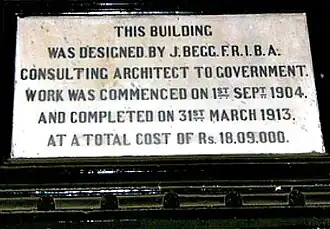 THIS BUILDING
WAS DESIGNED BY J. BEGG. F.R.I.B.A.
CONSULTING ARCHITECT TO GOVERNMENT.
WORK WAS COMMENCED ON 1ST SEPT 1904.
AND COMPLETED ON 31ST MARCH 1913.
AT A TOTAL COST OF Rs. 18.09.000.